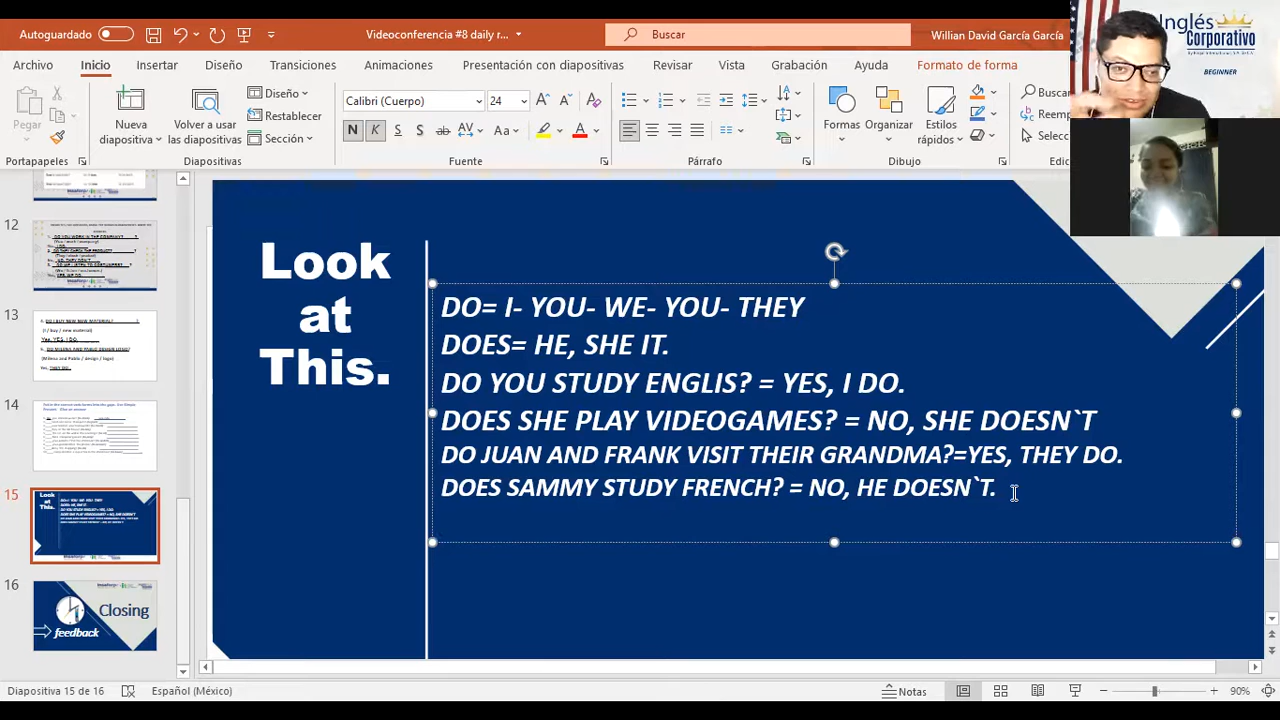 Autoguardado
Videoconferencia #8 daily r...
Buscar
Willian David García García
Inglés
Corporativo
BEGINNER
Archivo Inicio Insertar Diseño Transiciones Animaciones Presentación con diapositivas Revisar Vista Grabación Ayuda Formato de forma
Pegar
Nueva
diapositiva
Volver a usar
las diapositivas
Diseño
Restablecer
Sección
Calibri (Cuerpo) 24
N K S S ab AV Aa A
Formas
Organizar
Estilos
rápidos
Buscar
Portapapeles Diapositivas Fuente Párrafo Dibujo
12
13
14
15
16
Closing
feedback
Look
at
This.
DO= I- YOU- WE- YOU- THEY
DOES= HE, SHE IT.
DO YOU STUDY ENGLIS? = YES, I DO.
DOES SHE PLAY VIDEOGAMES? = NO, SHE DOESN`T
DO JUAN AND FRANK VISIT THEIR GRANDMA?=YES, THEY DO.
DOES SAMMY STUDY FRENCH? = NO, HE DOESN`T.
Diapositiva 15 de 16
Español (México)
Notas
90%